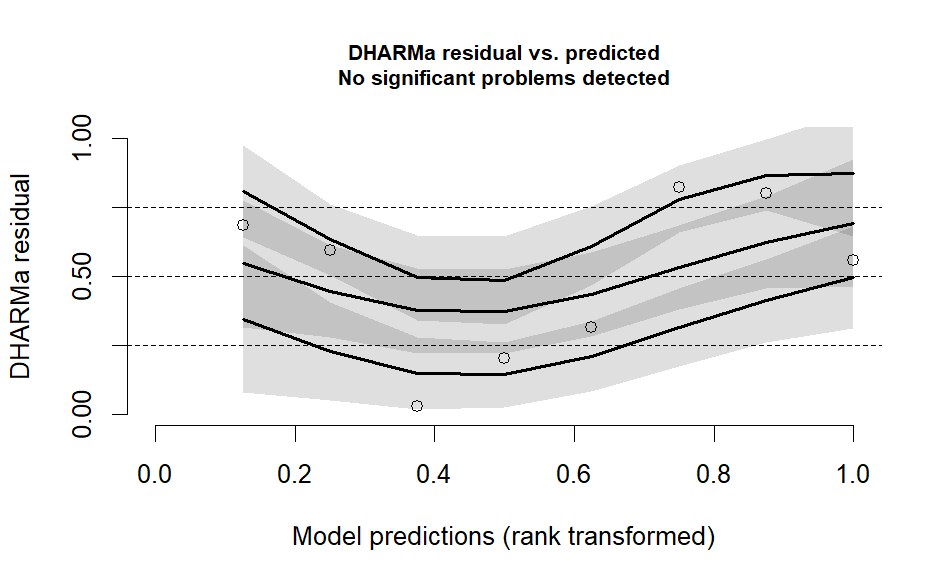 DHARMa residual vs. predicted
No significant problems detected
DHARMa residual
1.00
0.50
0.00
0.0 0.2 0.4 0.6 0.8 1.0
Model predictions (rank transformed)